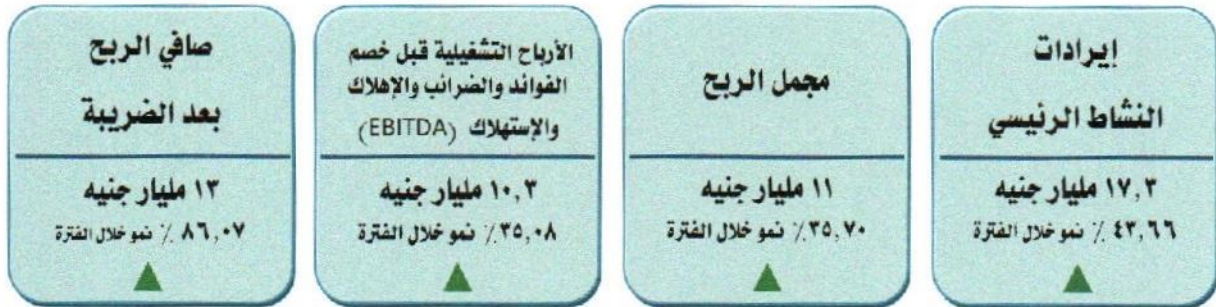 إيرادات
النشاط الرئيسي
١٧,٣ مليار جنيه
٤٣,٦٦ ٪ نمو خلال الفترة
مجمل الربح
١١ مليار جنيه
٣٥,٧٠٪ نمو خلال الفترة
الأرباح التشغيلية قبل خصم
الفوائد والضرائب والإهلاك
والإستهلاك (EBITDA)
١٠,٣ مليار جنيه
٣٥,٠٨٪ نمو خلال الفترة
صافي الربح
بعد الضريبة
١٣ مليار جنيه
٨٦,٠٧ ٪ نمو خلال الفترة